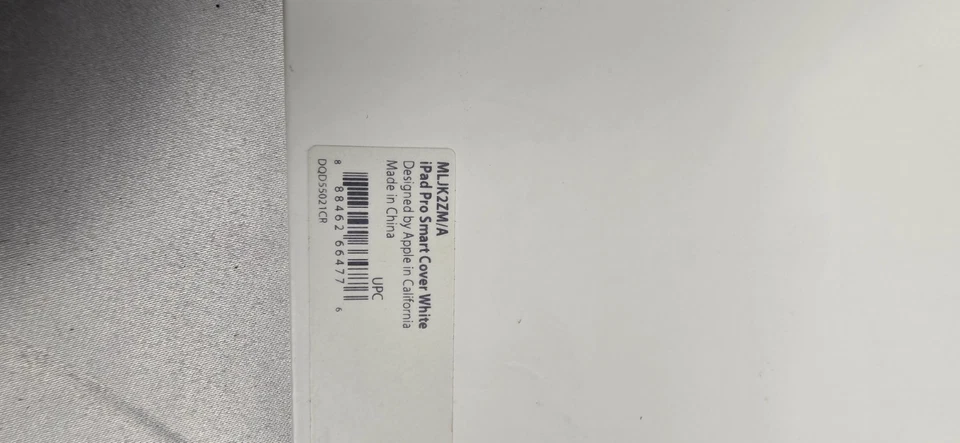 MLJK2ZM/A
iPad Pro Smart Cover White
Designed by Apple in California
Made in China
UPC
8 88462 66477 6
DQD55021CR